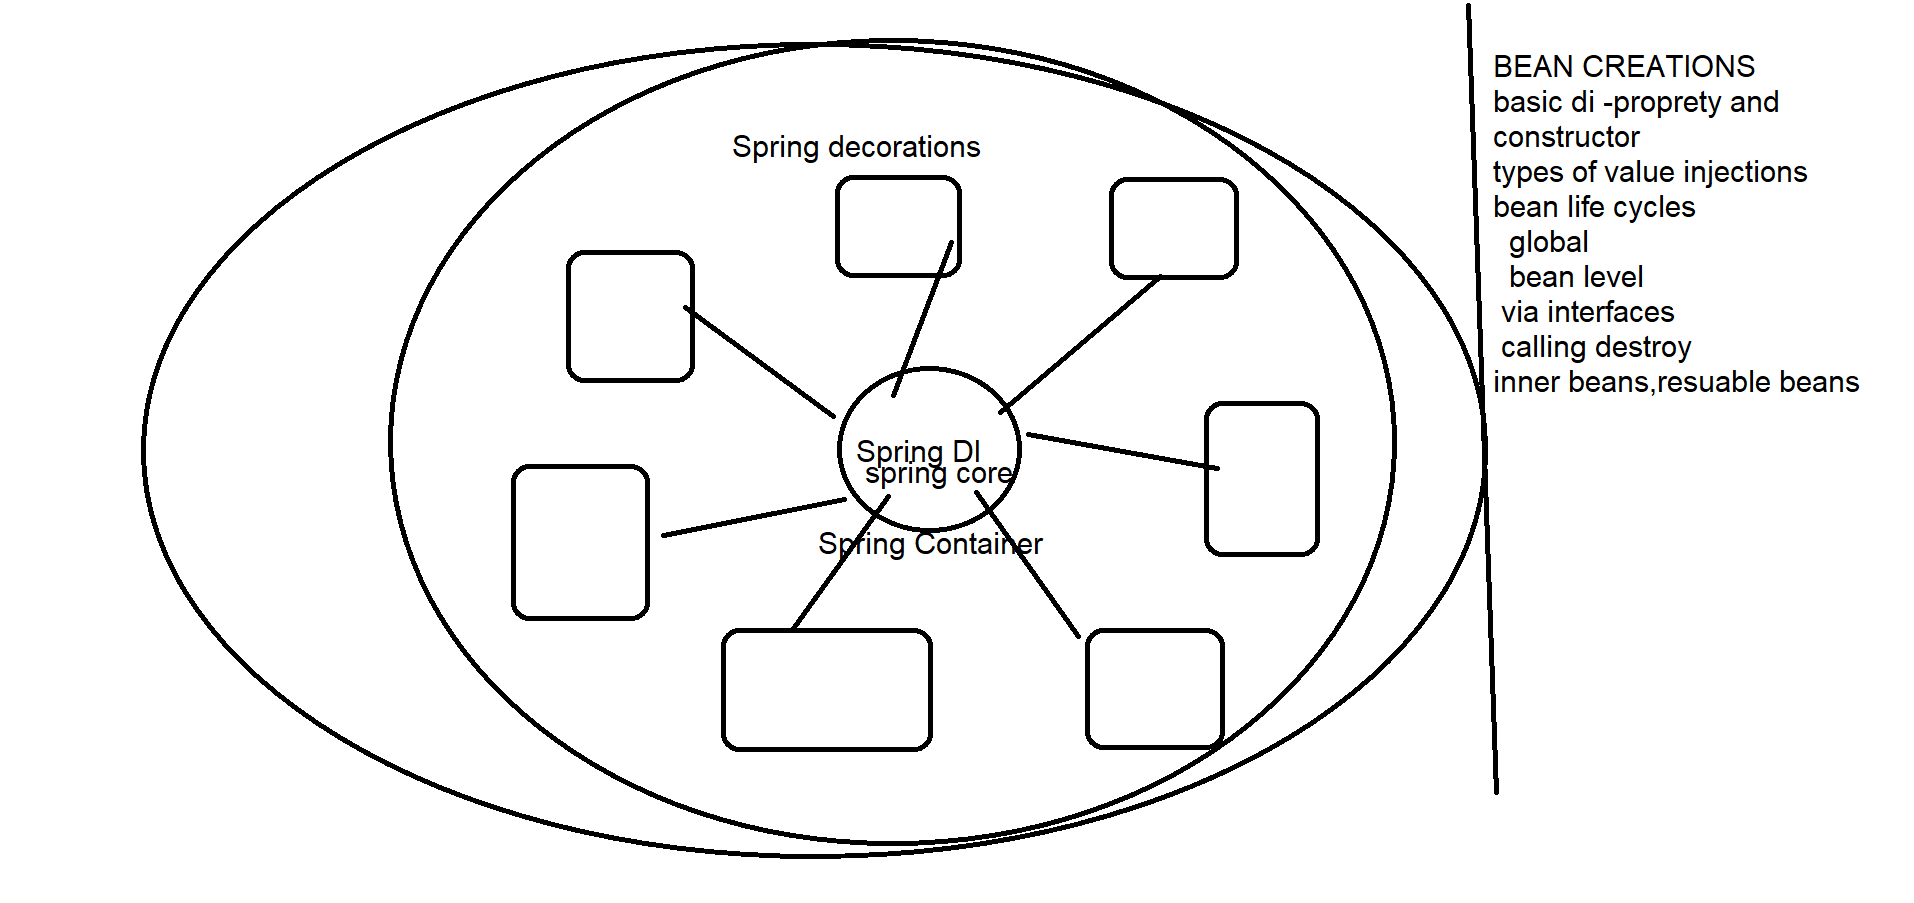 Spring decorations
Spring DI
spring core
Spring Container
BEAN CREATIONS
basic di -proprety and
constructor
types of value injections
bean life cycles
global
bean level
via interfaces
calling destroy
inner beans,resuable beans